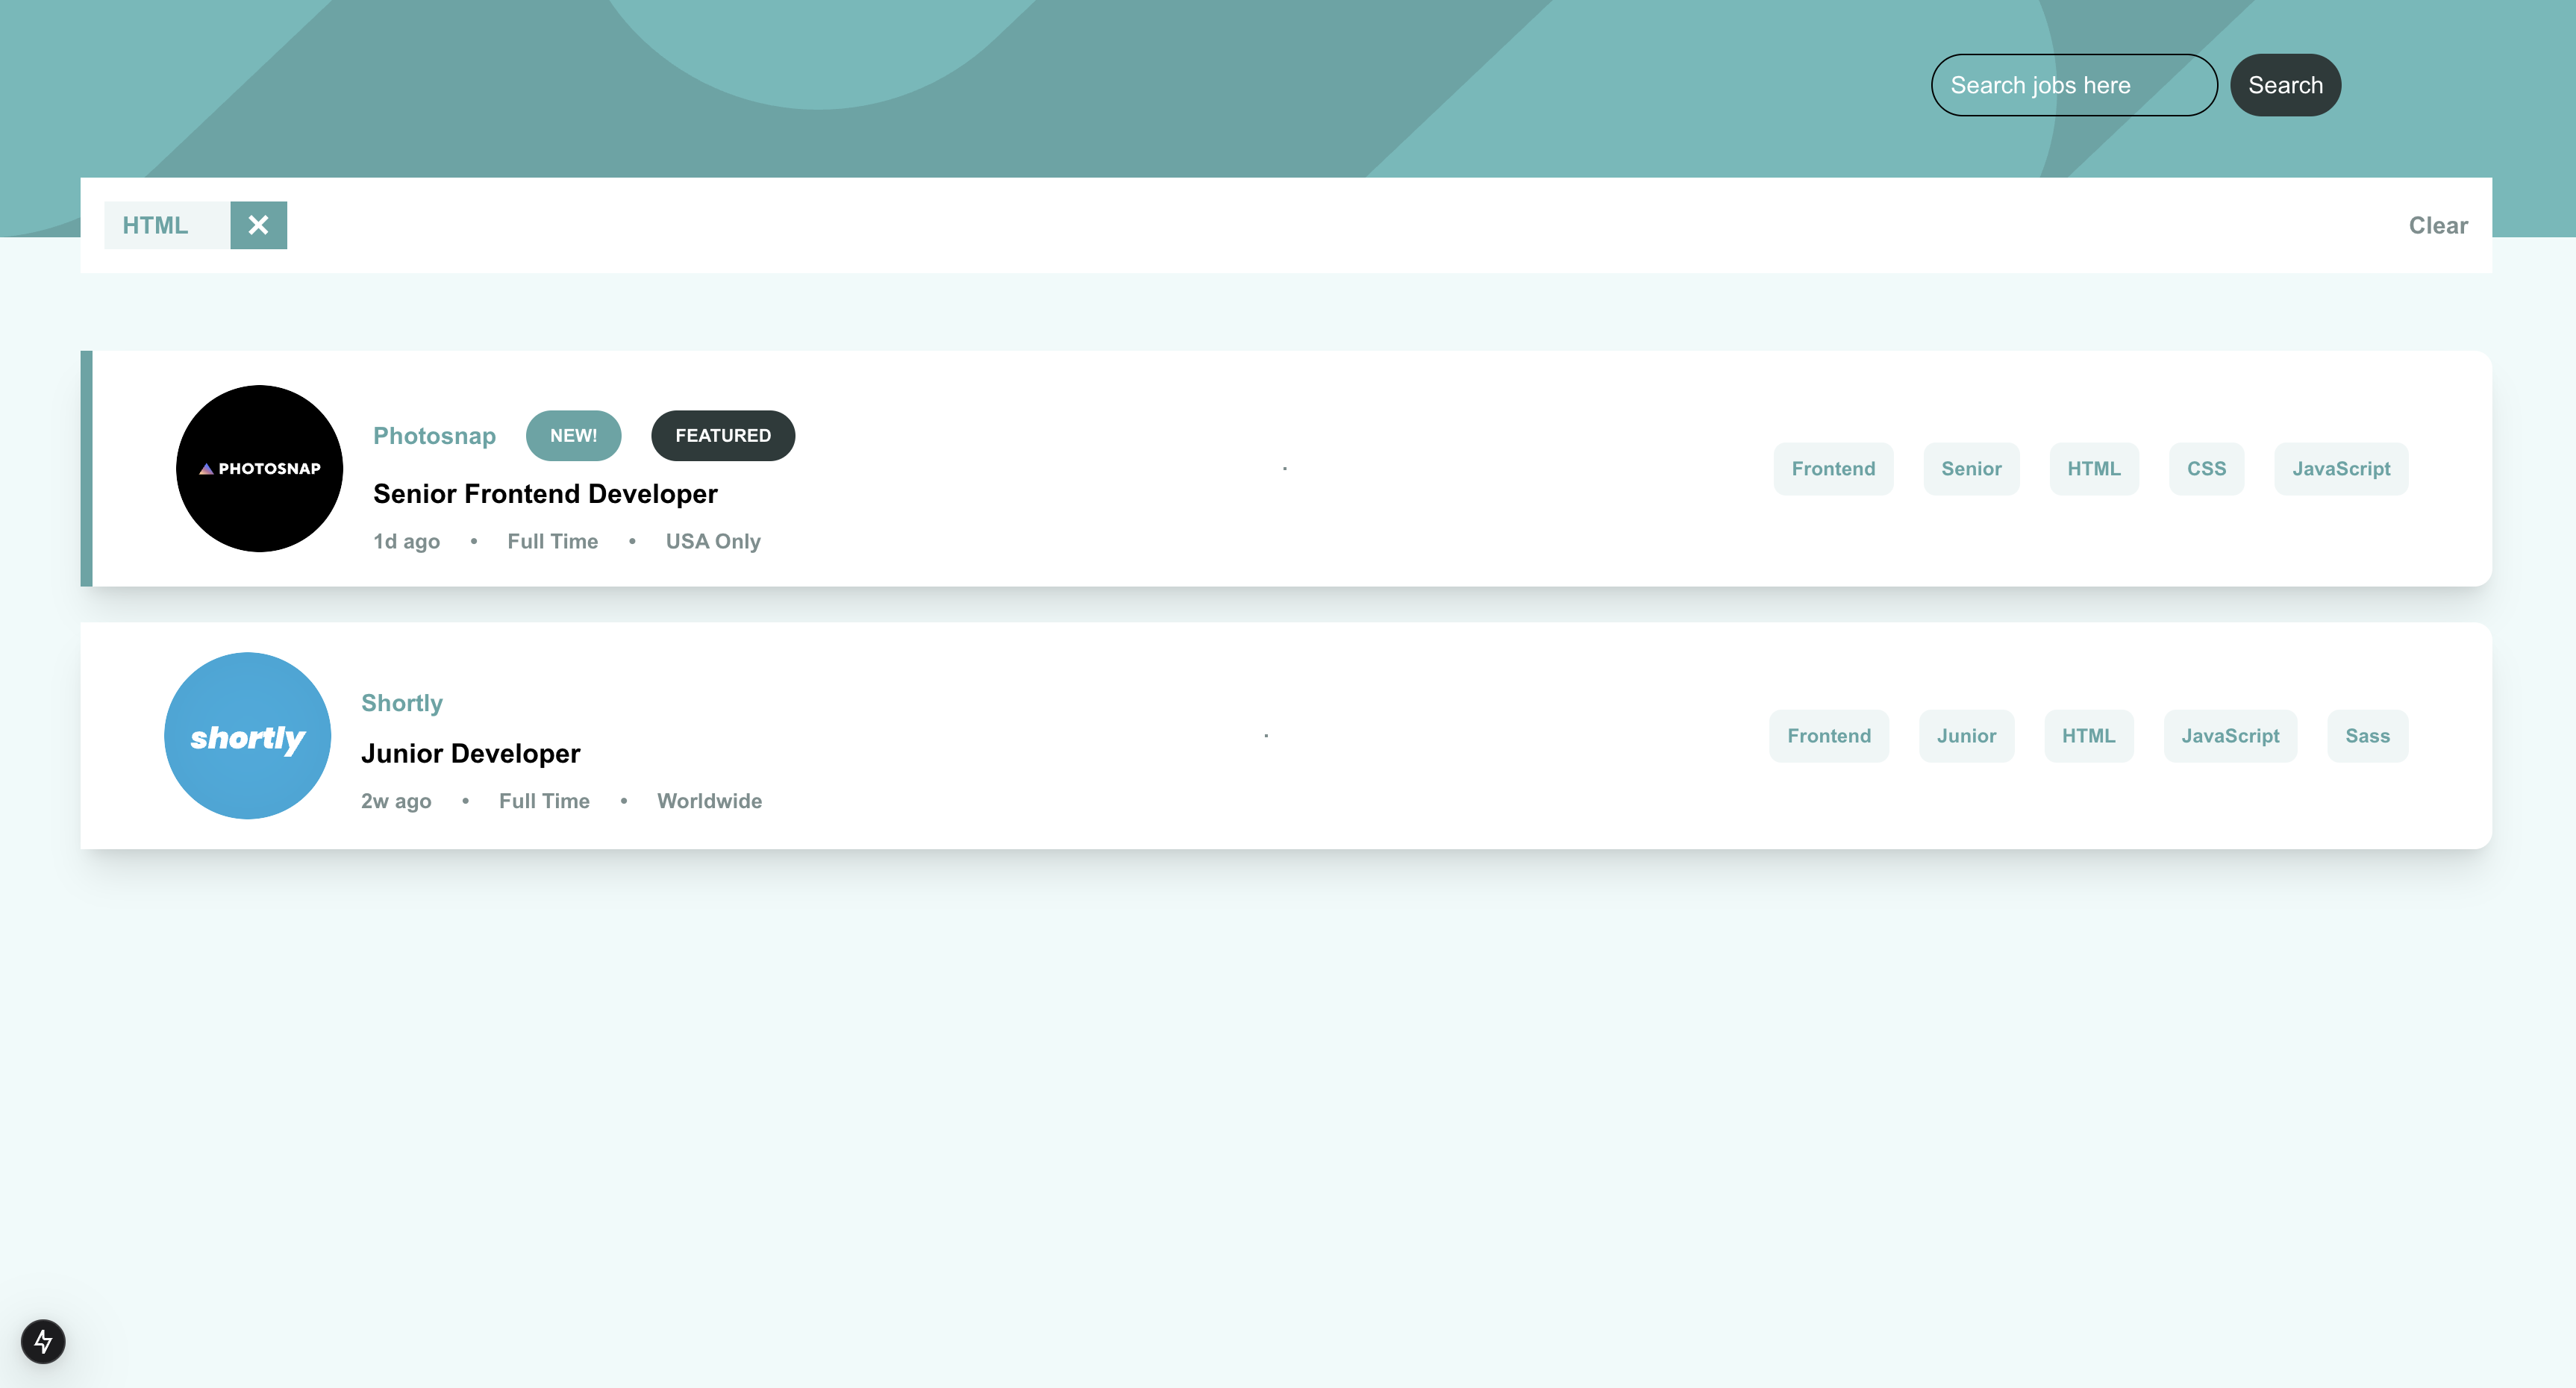 Search jobs here Search
HTML Clear
Photosnap NEW! FEATURED
PHOTOSNAP
Senior Frontend Developer
1d ago • Full Time • USA Only
Frontend Senior HTML CSS JavaScript
Shortly
shortly
Junior Developer
2w ago • Full Time • Worldwide
Frontend Junior HTML JavaScript Sass